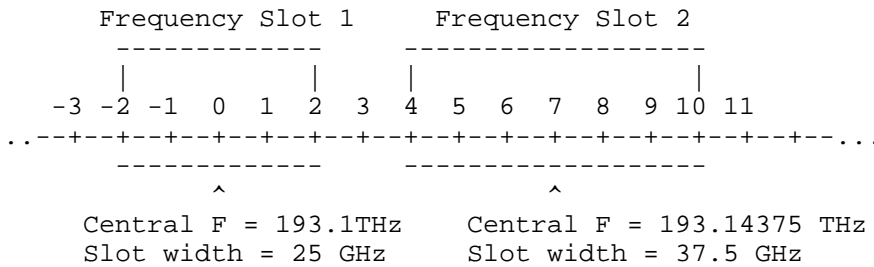 Frequency Slot 1     Frequency Slot 2
-------------     -------------------
|           |     |                 |
-3 -2 -1  0  1  2  3  4  5  6  7  8  9 10 11
..--+--+--+--+--+--+--+--+--+--+--+--+--+--+--+--+--...
-------------     -------------------
^                    ^
Central F = 193.1THz    Central F = 193.14375 THz
Slot width = 25 GHz     Slot width = 37.5 GHz